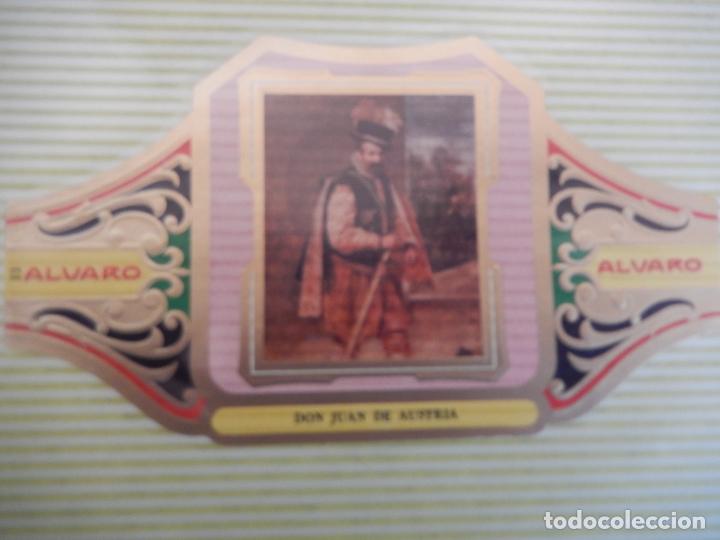 ALVARO
ALVARO
DON JUAN DE AUSTRIA
todocoleccion